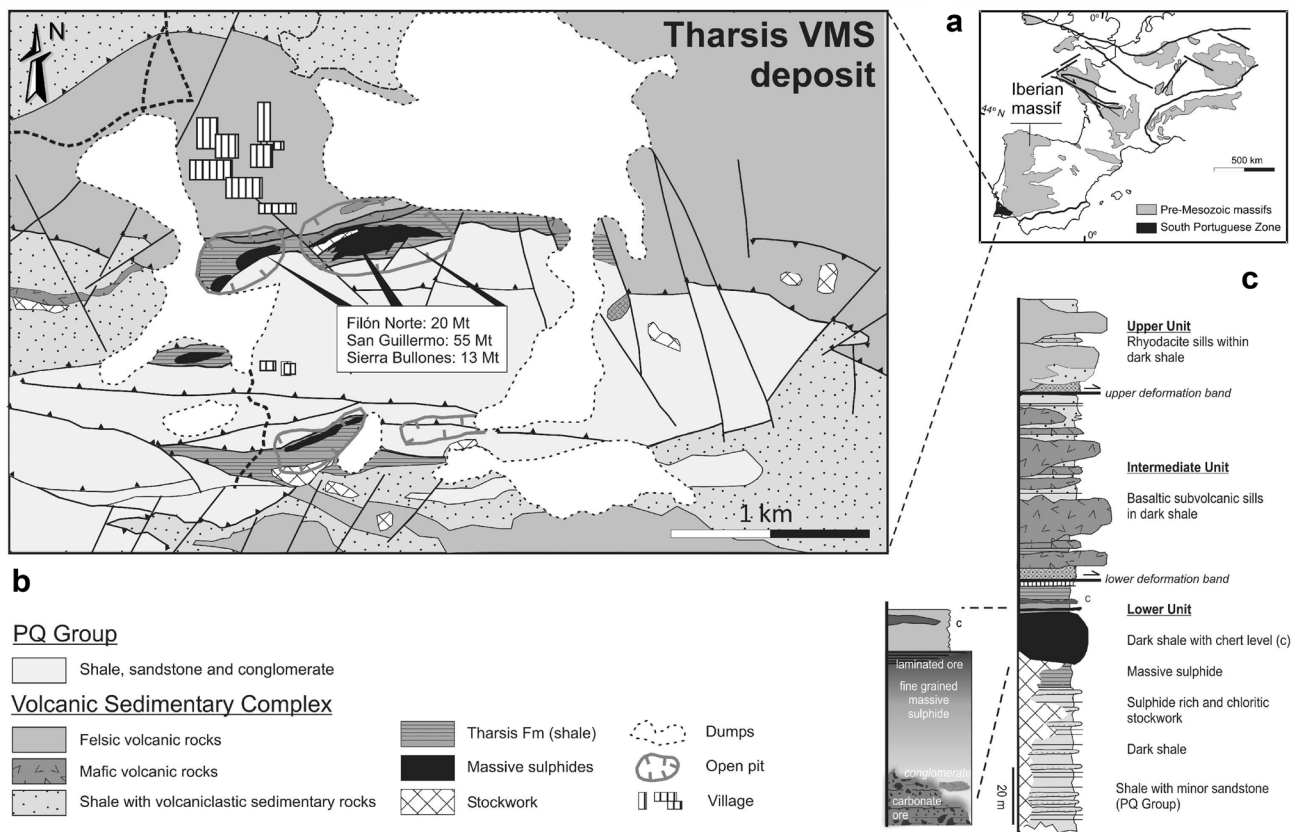 N
Tharsis VMS
deposit
Filón Norte: 20 Mt
San Guillermo: 55 Mt
Sierra Bullones: 13 Mt
1 km
a
0º
Iberian
massif
44º N
500 km
Pre-Mesozoic massifs
South Portuguese Zone
0º
b
PQ Group
Shale, sandstone and conglomerate
Volcanic Sedimentary Complex
Felsic volcanic rocks
Mafic volcanic rocks
Shale with volcaniclastic sedimentary rocks
Tharsis Fm (shale)
Massive sulphides
Stockwork
Dumps
Open pit
Village
c
Upper Unit
Rhyodacite sills within
dark shale
upper deformation band
Intermediate Unit
Basaltic subvolcanic sills
in dark shale
lower deformation band
c
Lower Unit
Dark shale with chert level (c)
Massive sulphide
Sulphide rich and chloritic
stockwork
Dark shale
Shale with minor sandstone
(PQ Group)
20 m
c
laminated ore
fine grained
massive
sulphide
conglomerate
carbonate
ore